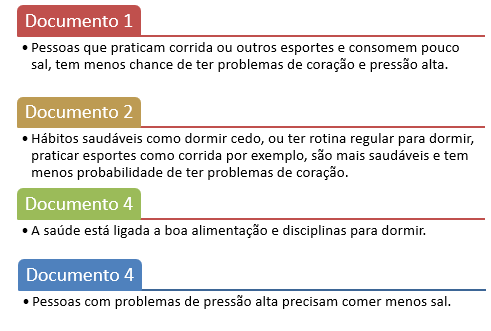 Documento 1
• Pessoas que praticam corrida ou outros esportes e consomem pouco
sal, tem menos chance de ter problemas de coração e pressão alta.
Documento 2
• Hábitos saudáveis como dormir cedo, ou ter rotina regular para dormir,
praticar esportes como corrida por exemplo, são mais saudáveis e tem
menos probabilidade de ter problemas de coração.
Documento 4
• A saúde está ligada a boa alimentação e disciplinas para dormir.
Documento 4
• Pessoas com problemas de pressão alta precisam comer menos sal.